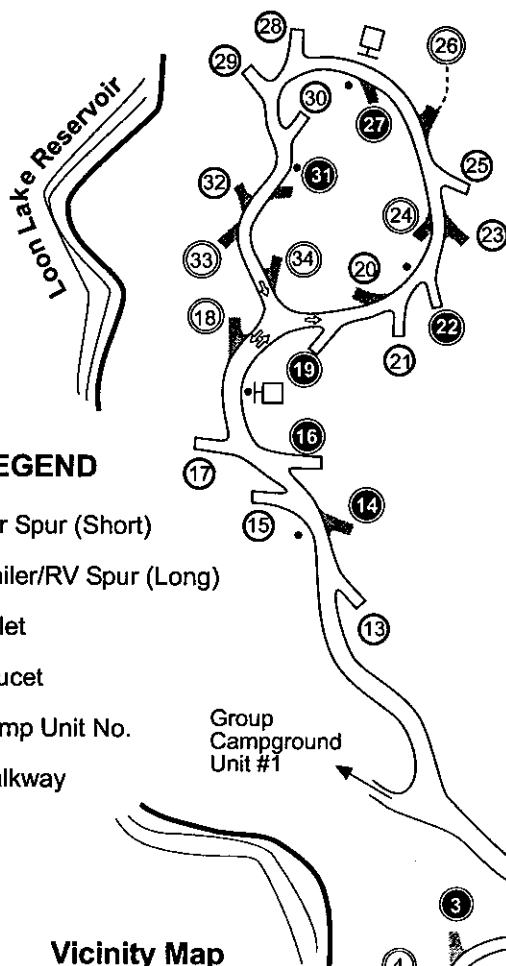 28
26
29
30
27
Loon Lake Reservoir
32
31
25
24
23
33
34
20
18
22
21
19
16
17
EGEND
14
15
r Spur (Short)
iler/RV Spur (Long)
let
13
ucet
mp Unit No.
Group
Campground
Unit #1
lkway
3
Vicinity Map
4